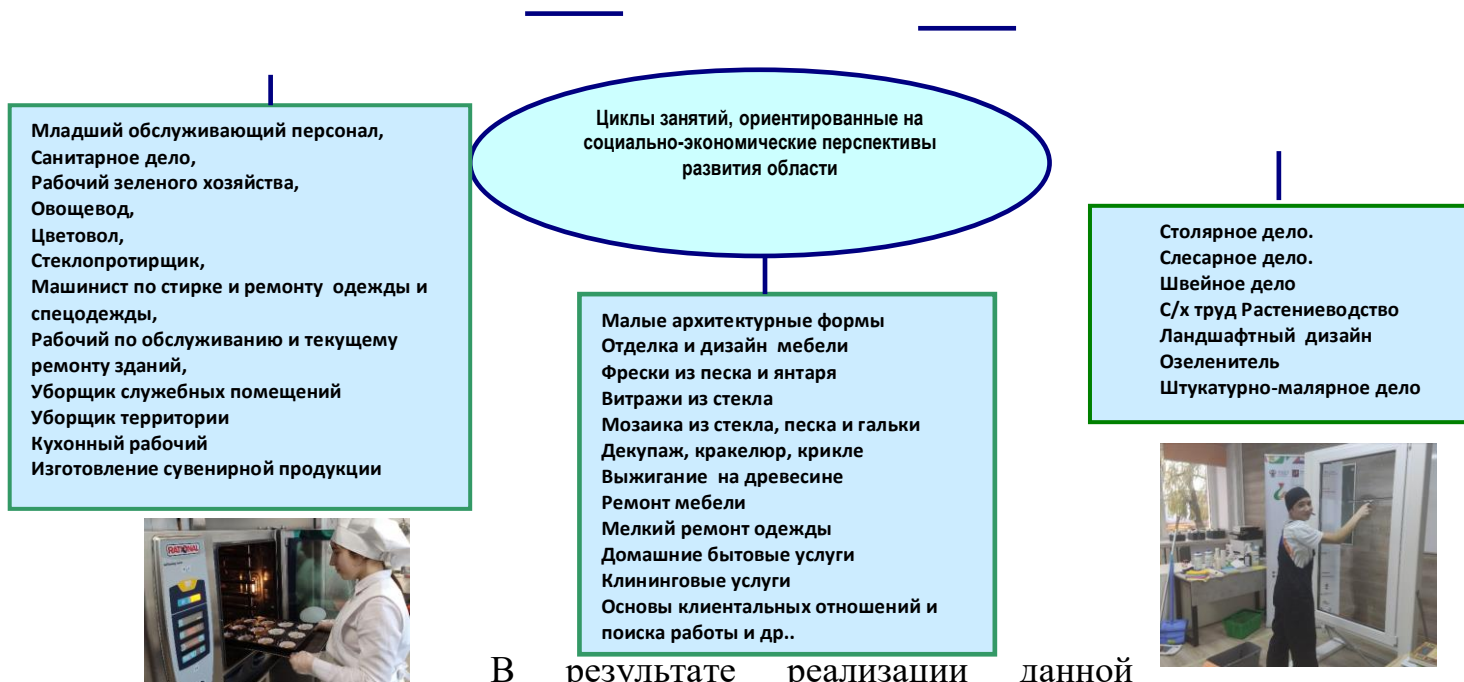 Циклы занятий, ориентированные на
социально-экономические перспективы
развития области
Младший обслуживающий персонал,
Санитарное дело,
Рабочий зеленого хозяйства,
Овощевод,
Цветовол,
Стеклопротирщик,
Машинист по стирке и ремонту одежды и
спецодежды,
Рабочий по обслуживанию и текущему
ремонту зданий,
Уборщик служебных помещений
Уборщик территории
Кухонный рабочий
Изготовление сувенирной продукции
Малые архитектурные формы
Отделка и дизайн мебели
Фрески из песка и янтаря
Витражи из стекла
Мозаика из стекла, песка и гальки
Декупаж, кракелюр, крикле
Выжигание на древесине
Ремонт мебели
Мелкий ремонт одежды
Домашние бытовые услуги
Клининговые услуги
Основы клиентальных отношений и
поиска работы и др..
Столярное дело.
Слесарное дело.
Швейное дело
С/х труд Растениеводство
Ландшафтный дизайн
Озеленитель
Штукатурно-малярное дело
RATIONAL
В результате реализации данной